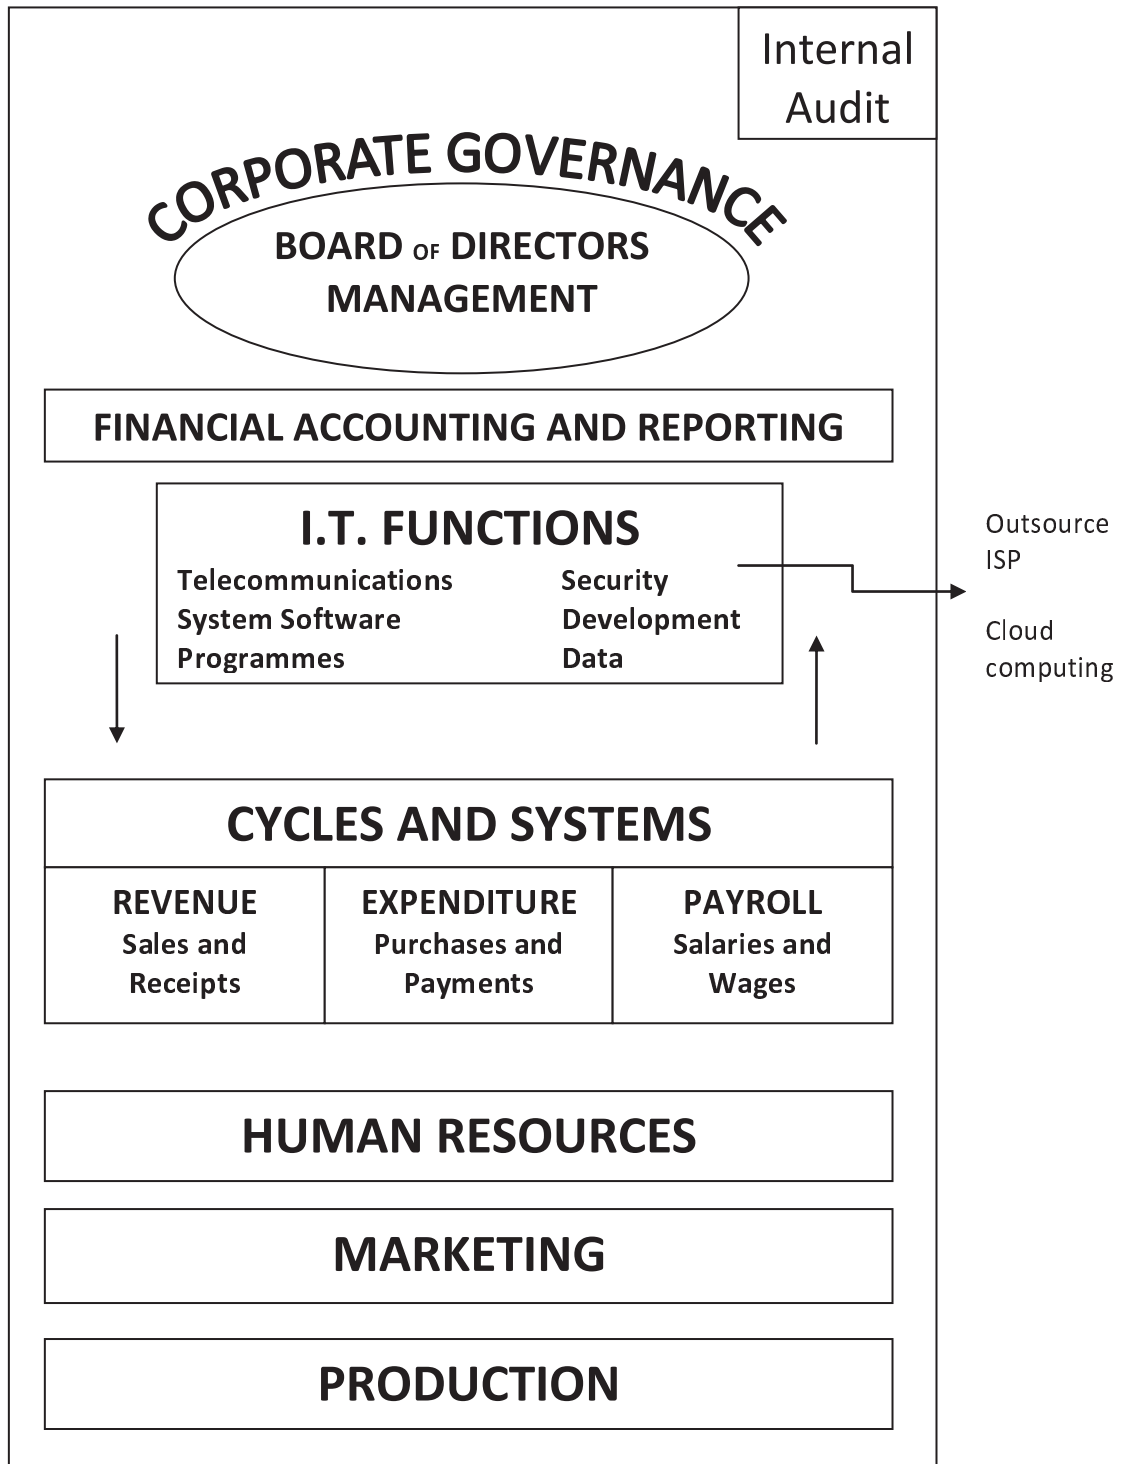 Internal
Audit
CORPORATE GOVERNANCE
BOARD OF DIRECTORS
MANAGEMENT
FINANCIAL ACCOUNTING AND REPORTING
I.T. FUNCTIONS
Telecommunications Security
System Software Development
Programmes Data
Outsource
ISP
Cloud
computing
CYCLES AND SYSTEMS
REVENUE
Sales and
Receipts
EXPENDITURE
Purchases and
Payments
PAYROLL
Salaries and
Wages
HUMAN RESOURCES
MARKETING
PRODUCTION